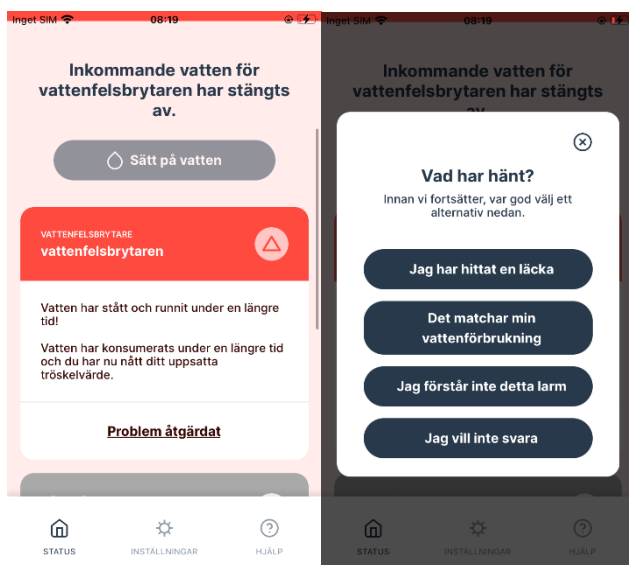 Inget SIM 08:19
Inkommande vatten för
vattenfelsbrytaren har stängts
av.
Sätt på vatten
VATTENFELSBRYTARE
vattenfelsbrytaren
Vatten har stått och runnit under en längre
tid!
Vatten har konsumerats under en längre tid
och du har nu nått ditt uppsatta
tröskelvärde.
Problem åtgärdat
STATUS INSTÄLLNINGAR HJÄLP
Inget SIM 08:19
Inkommande vatten för
vattenfelsbrytaren har stängts
av.
Vad har hänt?
Innan vi fortsätter, var god välj ett
alternativ nedan.
Jag har hittat en läcka
Det matchar min
vattenförbrukning
Jag förstår inte detta larm
Jag vill inte svara
STATUS INSTÄLLNINGAR HJÄLP